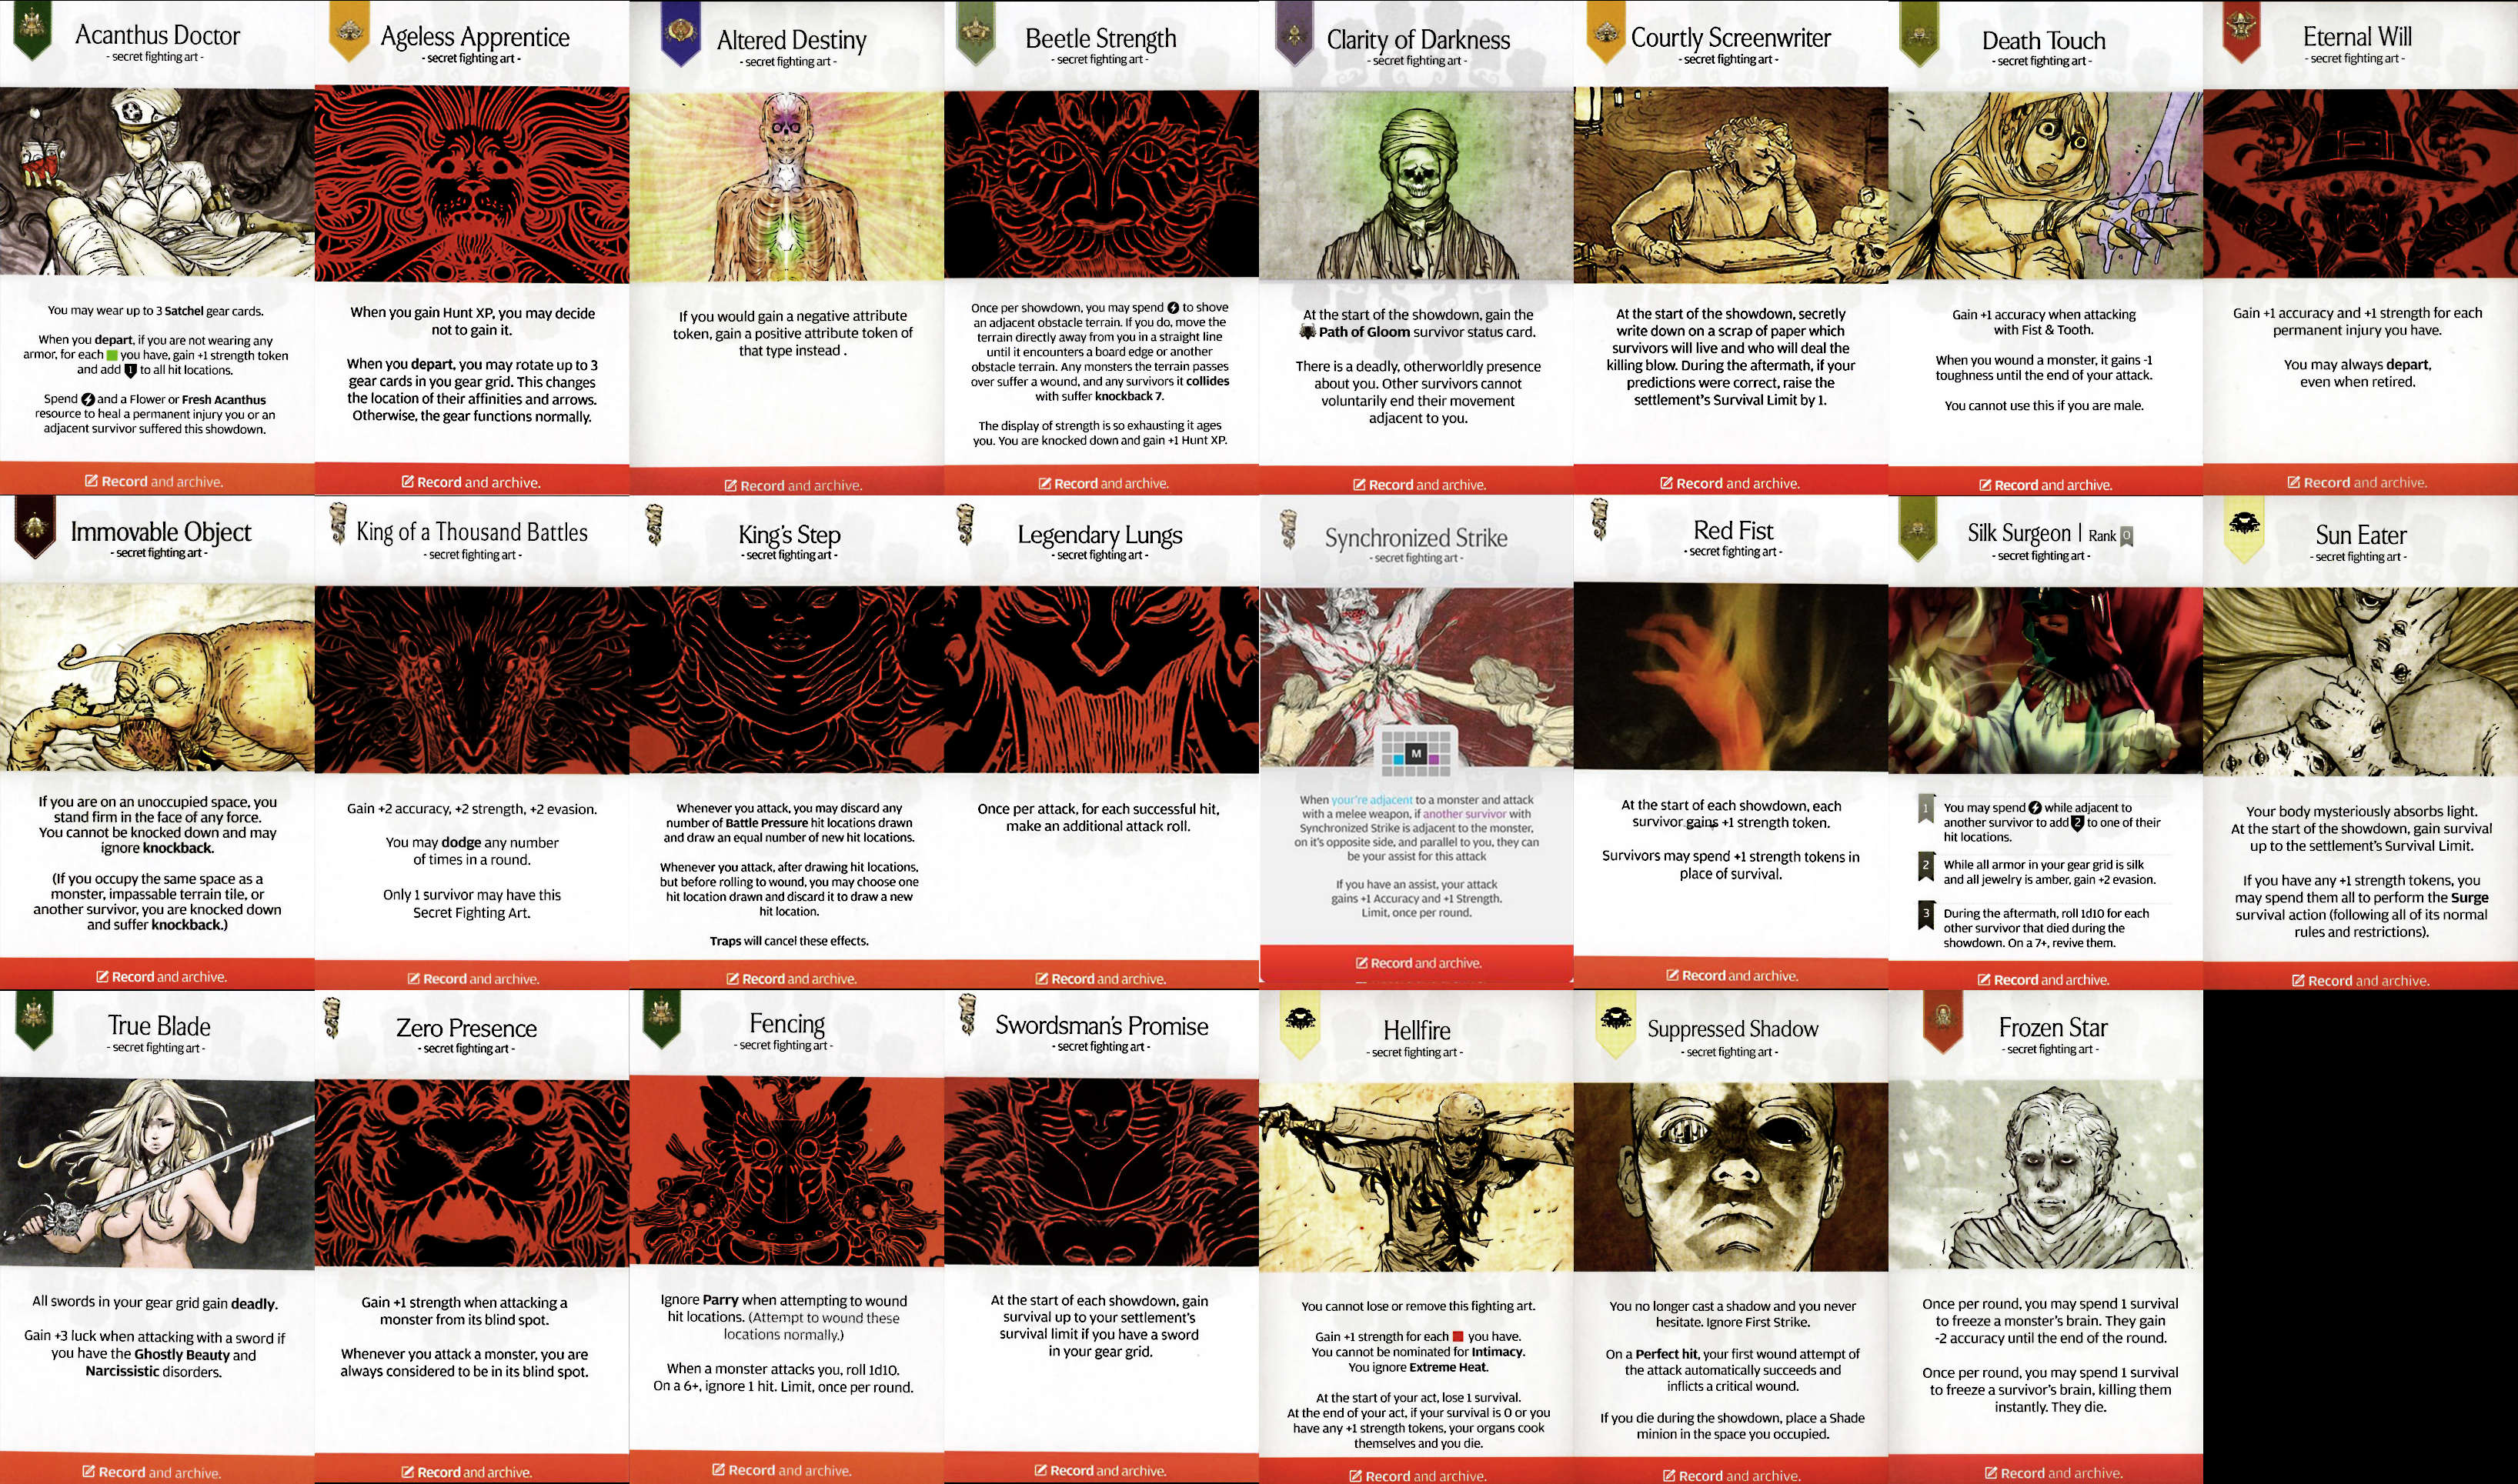 Acanthus Doctor
- secret fighting art -
You may wear up to 3 Satchel gear cards.
When you depart, if you are not wearing any
armor, for each you have, gain +1 strength token
and add 1 to all hit locations.
Spend and a Flower or Fresh Acanthus
resource to heal a permanent injury you or an
adjacent survivor suffered this showdown.
Record and archive.
Ageless Apprentice
- secret fighting art -
When you gain Hunt XP, you may decide
not to gain it.
When you depart, you may rotate up to 3
gear cards in you gear grid. This changes
the location of their affinities and arrows.
Otherwise, the gear functions normally.
Record and archive.
Altered Destiny
- secret fighting art -
If you would gain a negative attribute
token, gain a positive attribute token of
that type instead .
Record and archive.
Beetle Strength
- secret fighting art -
Once per showdown, you may spend to shove
an adjacent obstacle terrain. If you do, move the
terrain directly away from you in a straight line
until it encounters a board edge or another
obstacle terrain. Any monsters the terrain passes
over suffer a wound, and any survivors it collides
with suffer knockback 7.
The display of strength is so exhausting it ages
you. You are knocked down and gain +1 Hunt XP.
Record and archive.
Clarity of Darkness
- secret fighting art -
At the start of the showdown, gain the
Path of Gloom survivor status card.
There is a deadly, otherworldly presence
about you. Other survivors cannot
voluntarily end their movement
adjacent to you.
Record and archive.
Courtly Screenwriter
- secret fighting art -
At the start of the showdown, secretly
write down on a scrap of paper which
survivors will live and who will deal the
killing blow. During the aftermath, if your
predictions were correct, raise the
settlement's Survival Limit by 1.
Record and archive.
Death Touch
- secret fighting art -
Gain +1 accuracy when attacking
with Fist & Tooth.
When you wound a monster, it gains -1
toughness until the end of your attack.
You cannot use this if you are male.
Record and archive.
Eternal Will
- secret fighting art -
Gain +1 accuracy and +1 strength for each
permanent injury you have.
You may always depart,
even when retired.
Record and archive.
Immovable Object
- secret fighting art -
If you are on an unoccupied space, you
stand firm in the face of any force.
You cannot be knocked down and may
ignore knockback.
(If you occupy the same space as a
monster, impassable terrain tile, or
another survivor, you are knocked down
and suffer knockback.)
Record and archive.
King of a Thousand Battles
- secret fighting art -
Gain +2 accuracy, +2 strength, +2 evasion.
You may dodge any number
of times in a round.
Only 1 survivor may have this
Secret Fighting Art.
Record and archive.
King's Step
- secret fighting art -
Whenever you attack, you may discard any
number of Battle Pressure hit locations drawn
and draw an equal number of new hit locations.
Whenever you attack, after drawing hit locations,
but before rolling to wound, you may choose one
hit location drawn and discard it to draw a new
hit location.
Traps will cancel these effects.
Record and archive.
Legendary Lungs
- secret fighting art -
Once per attack, for each successful hit,
make an additional attack roll.
Record and archive.
Synchronized Strike
- secret fighting art -
M
When your're adjacent to a monster and attack
with a melee weapon, if another survivor with
Synchronized Strike is adjacent to the monster,
on it's opposite side, and parallel to you, they can
be your assist for this attack
If you have an assist, your attack
gains +1 Accuracy and +1 Strength.
Limit, once per round.
Record and archive.
Red Fist
- secret fighting art -
At the start of each showdown, each
survivor gains +1 strength token.
Survivors may spend +1 strength tokens in
place of survival.
Record and archive.
Silk Surgeon | Rank 0
- secret fighting art -
1 You may spend while adjacent to
another survivor to add 2 to one of their
hit locations.
2 While all armor in your gear grid is silk
and all jewelry is amber, gain +2 evasion.
3 During the aftermath, roll 1d10 for each
other survivor that died during the
showdown. On a 7+, revive them.
Record and archive.
Sun Eater
- secret fighting art -
Your body mysteriously absorbs light.
At the start of the showdown, gain survival
up to the settlement's Survival Limit.
If you have any +1 strength tokens, you
may spend them all to perform the Surge
survival action (following all of its normal
rules and restrictions).
Record and archive.
True Blade
- secret fighting art -
All swords in your gear grid gain deadly.
Gain +3 luck when attacking with a sword if
you have the Ghostly Beauty and
Narcissistic disorders.
Record and archive.
Zero Presence
- secret fighting art -
Gain +1 strength when attacking a
monster from its blind spot.
Whenever you attack a monster, you are
always considered to be in its blind spot.
Record and archive.
Fencing
- secret fighting art -
Ignore Parry when attempting to wound
hit locations. (Attempt to wound these
locations normally.)
When a monster attacks you, roll 1d10.
On a 6+, ignore 1 hit. Limit, once per round.
Record and archive.
Swordsman's Promise
- secret fighting art -
At the start of each showdown, gain
survival up to your settlement's
survival limit if you have a sword
in your gear grid.
Record and archive.
Hellfire
- secret fighting art -
You cannot lose or remove this fighting art.
Gain +1 strength for each you have.
You cannot be nominated for Intimacy.
You ignore Extreme Heat.
At the start of your act, lose 1 survival.
At the end of your act, if your survival is 0 or you
have any +1 strength tokens, your organs cook
themselves and you die.
Record and archive.
Suppressed Shadow
- secret fighting art -
You no longer cast a shadow and you never
hesitate. Ignore First Strike.
On a Perfect hit, your first wound attempt of
the attack automatically succeeds and
inflicts a critical wound.
If you die during the showdown, place a Shade
minion in the space you occupied.
Record and archive.
Frozen Star
- secret fighting art -
Once per round, you may spend 1 survival
to freeze a monster's brain. They gain
-2 accuracy until the end of the round.
Once per round, you may spend 1 survival
to freeze a survivor's brain, killing them
instantly. They die.
Record and archive.